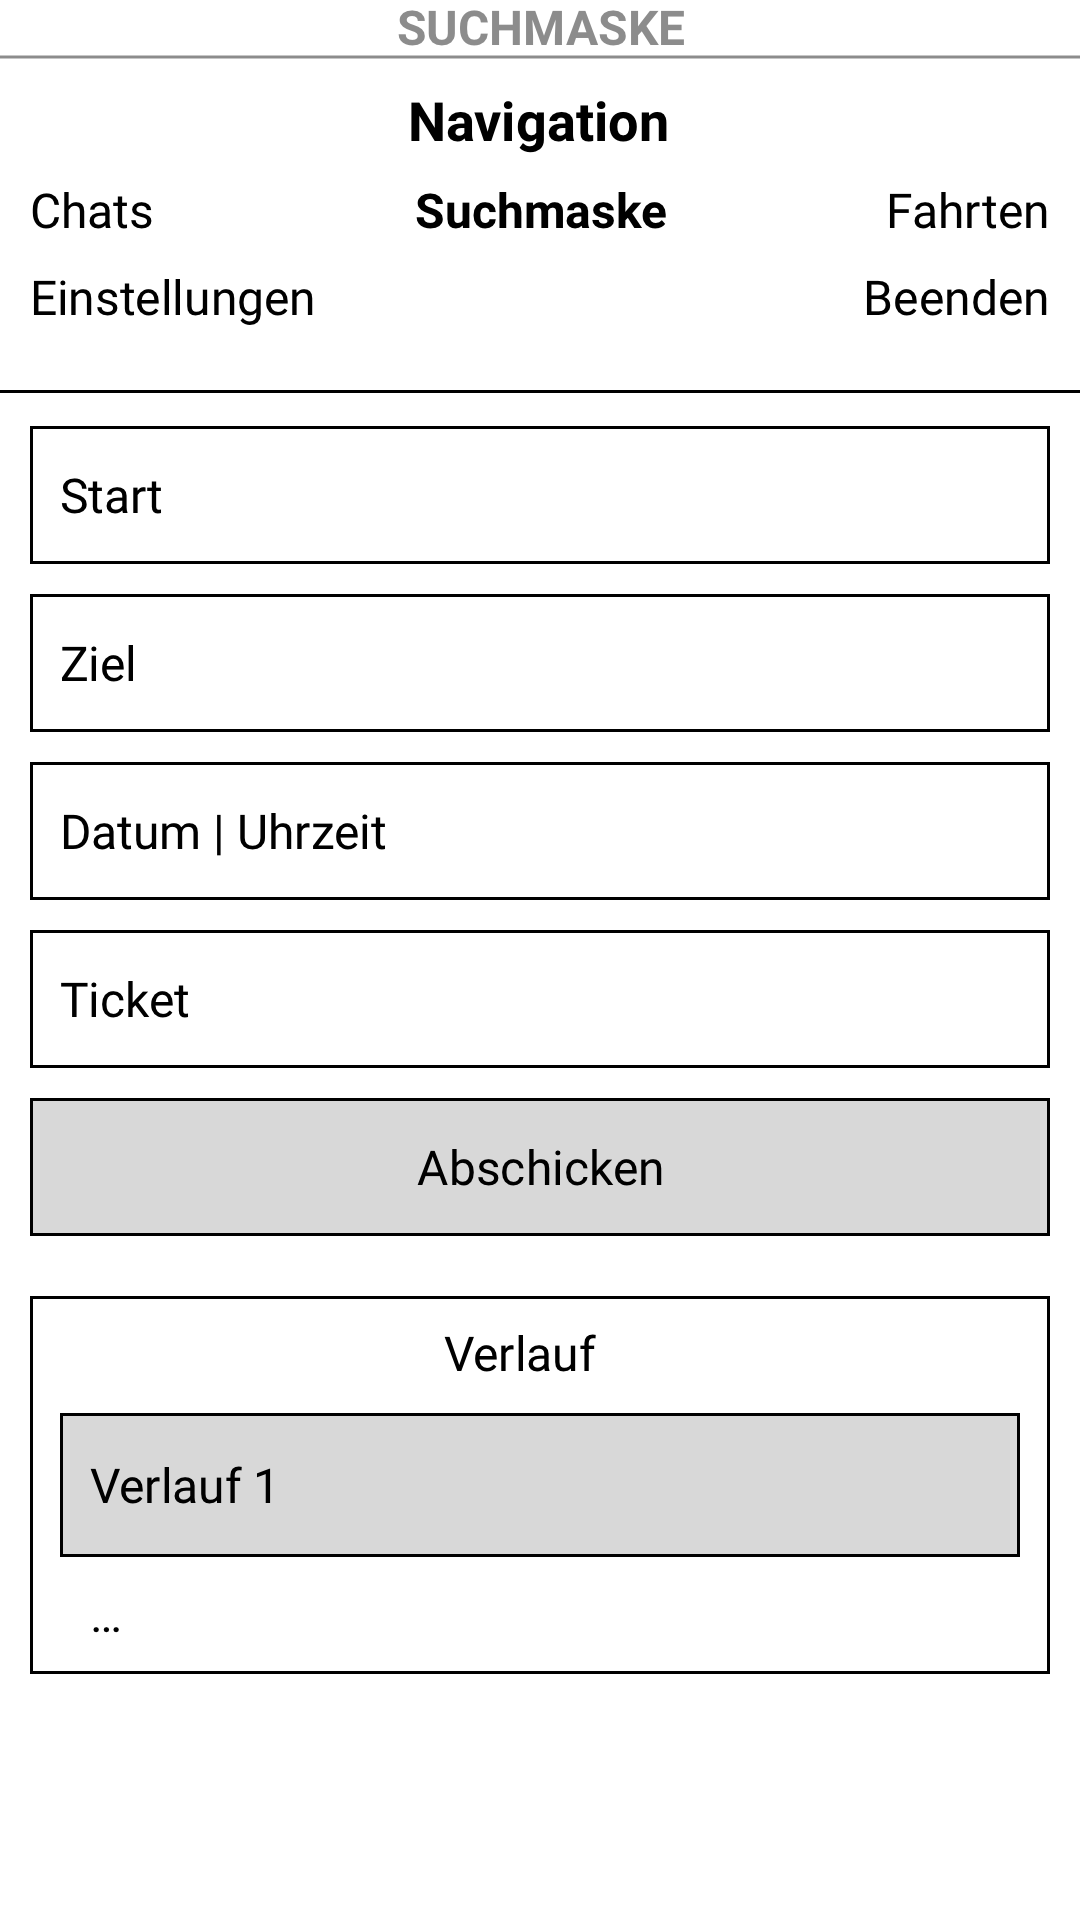 SUCHMASKE
Navigation
Chats Suchmaske Fahrten
Einstellungen Beenden
Start
Ziel
Datum | Uhrzeit
Ticket
Abschicken
Verlauf
Verlauf 1
...